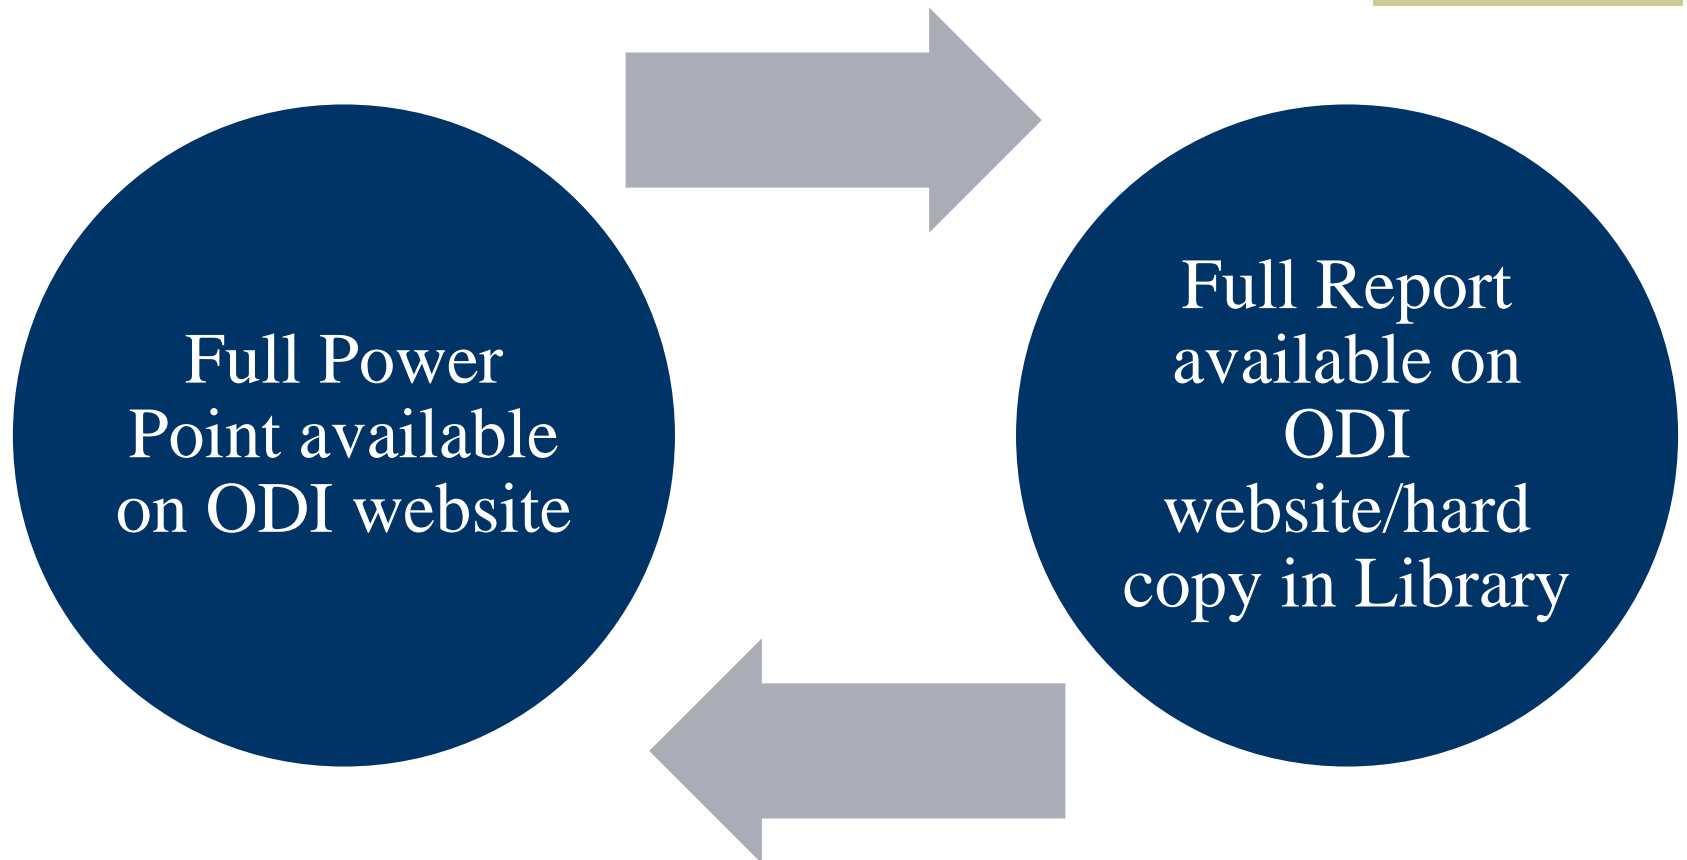 Full Power
Point available
on ODI website
Full Report
available on
ODI
website/hard
copy in Library